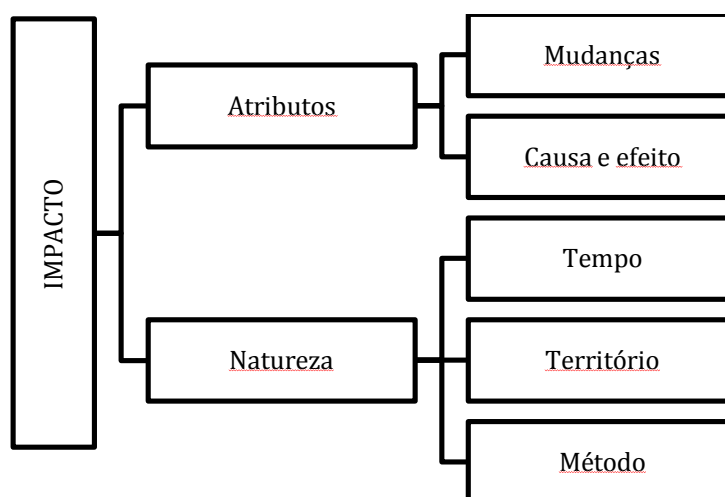 IMPACTO
Atributos
Mudanças
Causa e efeito
Natureza
Tempo
Território
Método